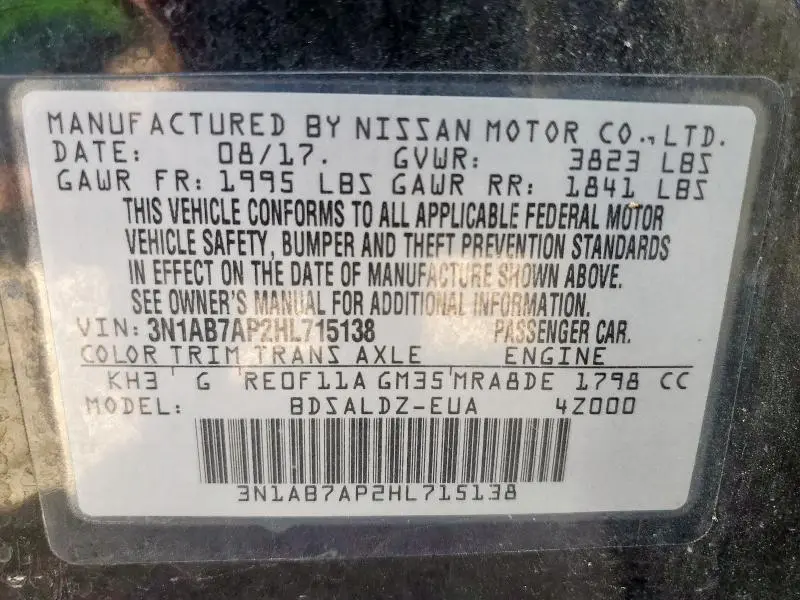 MANUFACTURED BY NISSAN MOTOR CO.,LTD.
DATE: 08/17. GVWR: 3823 LBS
GAWR FR: 1995 LBS GAWR RR: 1841 LBS
THIS VEHICLE CONFORMS TO ALL APPLICABLE FEDERAL MOTOR
VEHICLE SAFETY, BUMPER AND THEFT PREVENTION STANDARDS
IN EFFECT ON THE DATE OF MANUFACTURE SHOWN ABOVE.
SEE OWNER'S MANUAL FOR ADDITIONAL INFORMATION.
VIN: 3N1AB7AP2HL715138 PASSENGER CAR.
COLOR TRIM TRANS AXLE ENGINE
KH3 ' G 'RE0F11A GM35'MRA8DE 1798 CC
MODEL: BDSALDZ-EUA 4Z000
3N1AB7AP2HL715138